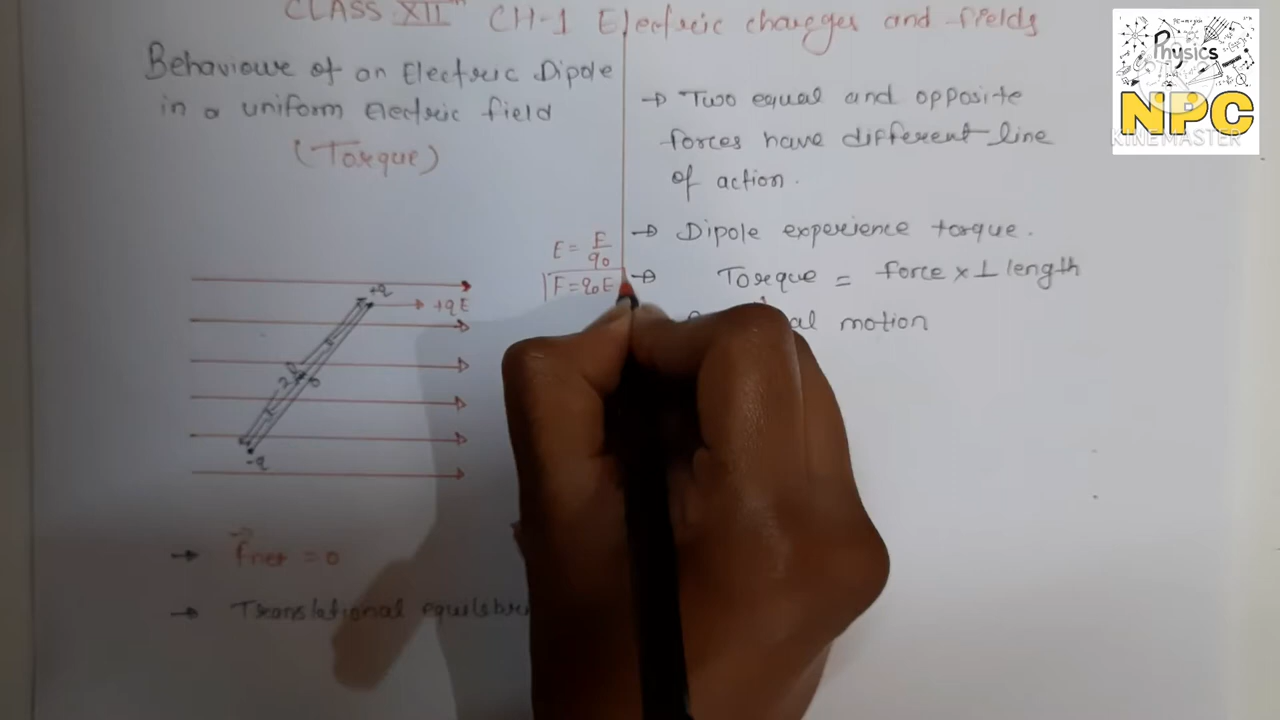 CLASS XIIth CH-1 Electric charges and fields
Behaviour of an Electric Dipole
in a uniform electric field
(Torque)
E = F/q0
F = q0E
+q
+qE
2a
-q
→ Fnet = 0
→ Translational
→ Two equal and opposite
forces have different line
of action.
→ Dipole experience torque.
→ Torque = force × ⊥ length
motion
Physics
NPC
KINEMASTER